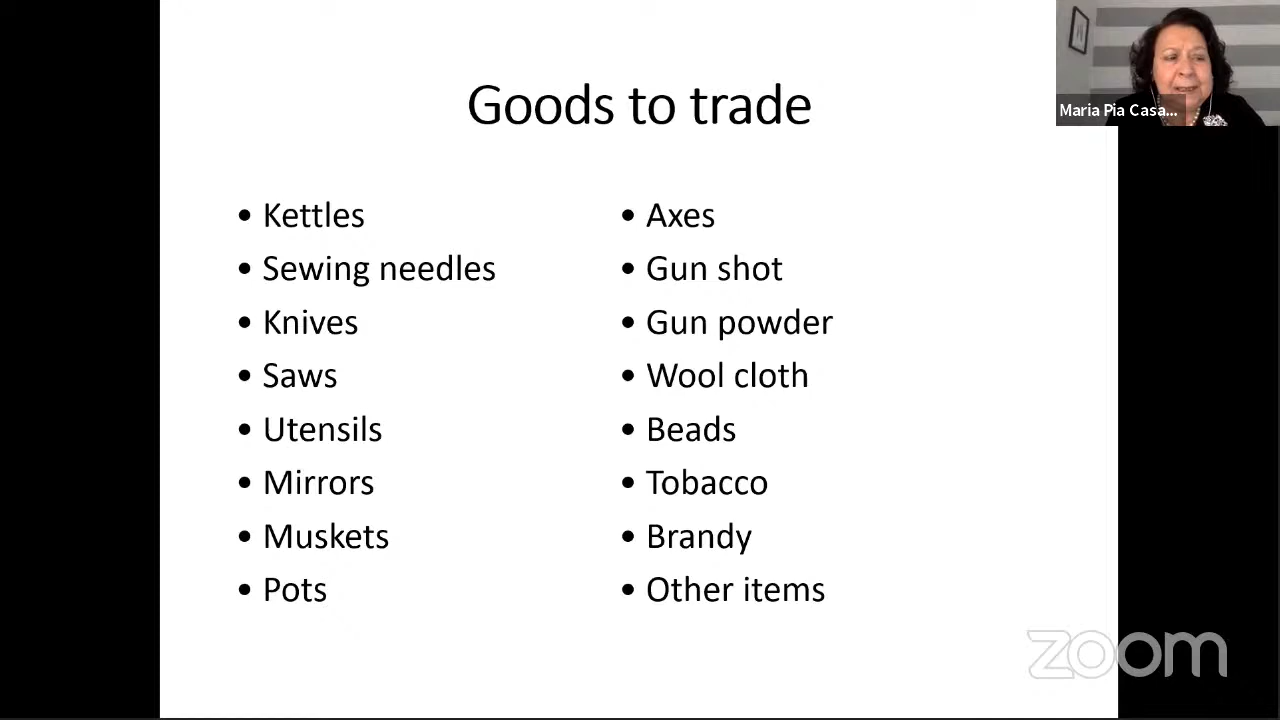 Goods to trade
• Kettles
• Sewing needles
• Knives
• Saws
• Utensils
• Mirrors
• Muskets
• Pots
• Axes
• Gun shot
• Gun powder
• Wool cloth
• Beads
• Tobacco
• Brandy
• Other items
Maria Pia Casa...
zoom